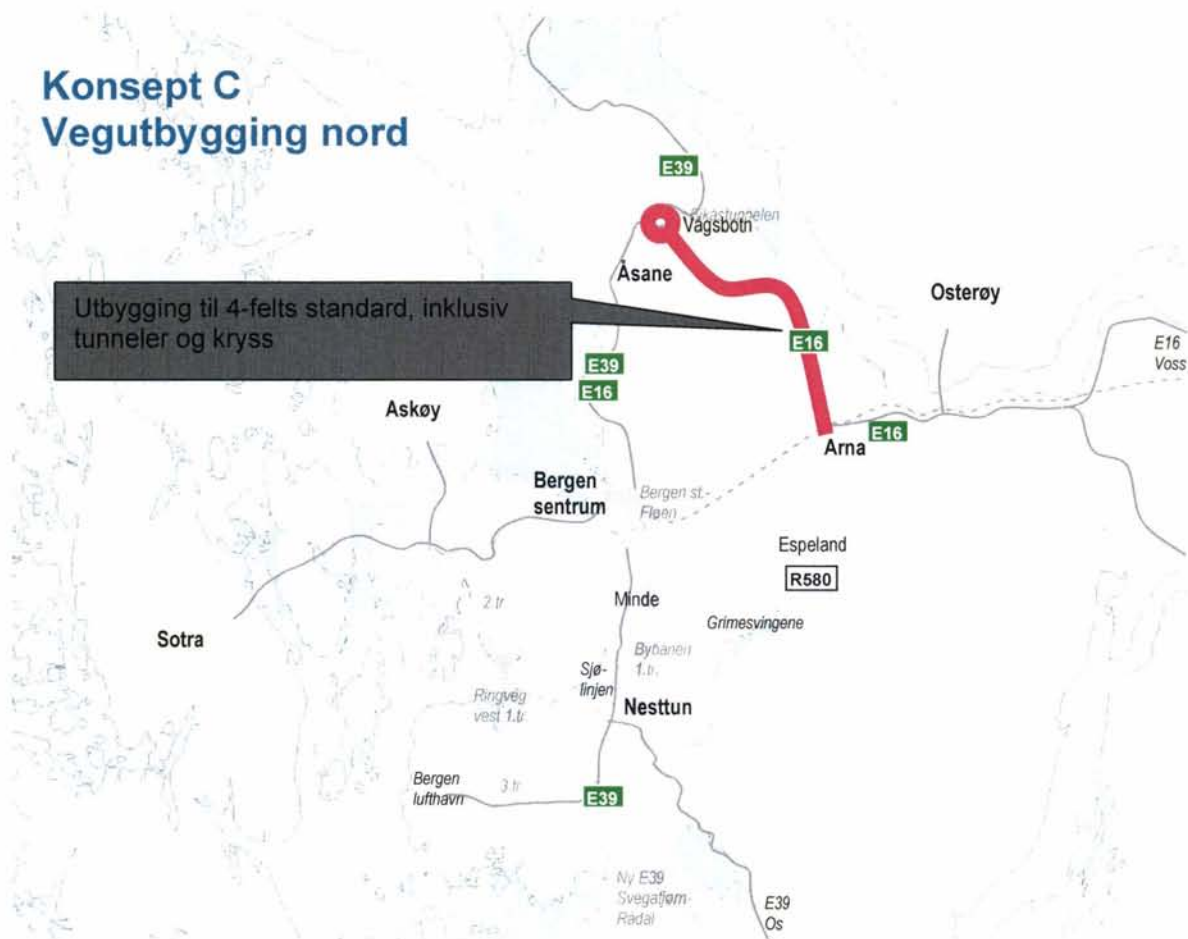 Konsept C
Vegutbygging nord
E39
Eikåstunnelen
Vågsbotn
Åsane
Utbygging til 4-felts standard, inklusiv
tunneler og kryss
Osterøy
E16
E16
Voss
E39
E16
Askøy
E16
Arna
Bergen
sentrum
Bergen st.-
Fløen
Espeland
R580
2.tr
Minde
Grimesvingene
Sotra
Bybanen
1.tr.
Sjø-
linjen
Ringveg
vest 1.tr
Nesttun
Bergen
lufthavn
3.tr
E39
Ny E39
Svegatjørn-
Rådal
E39
Os